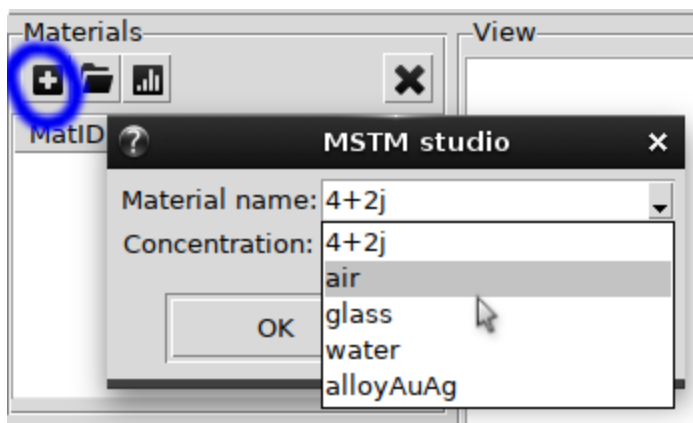 Materials
View
MatID
MSTM studio
Material name: 4+2j
Concentration:
4+2j
air
glass
water
alloyAuAg
OK